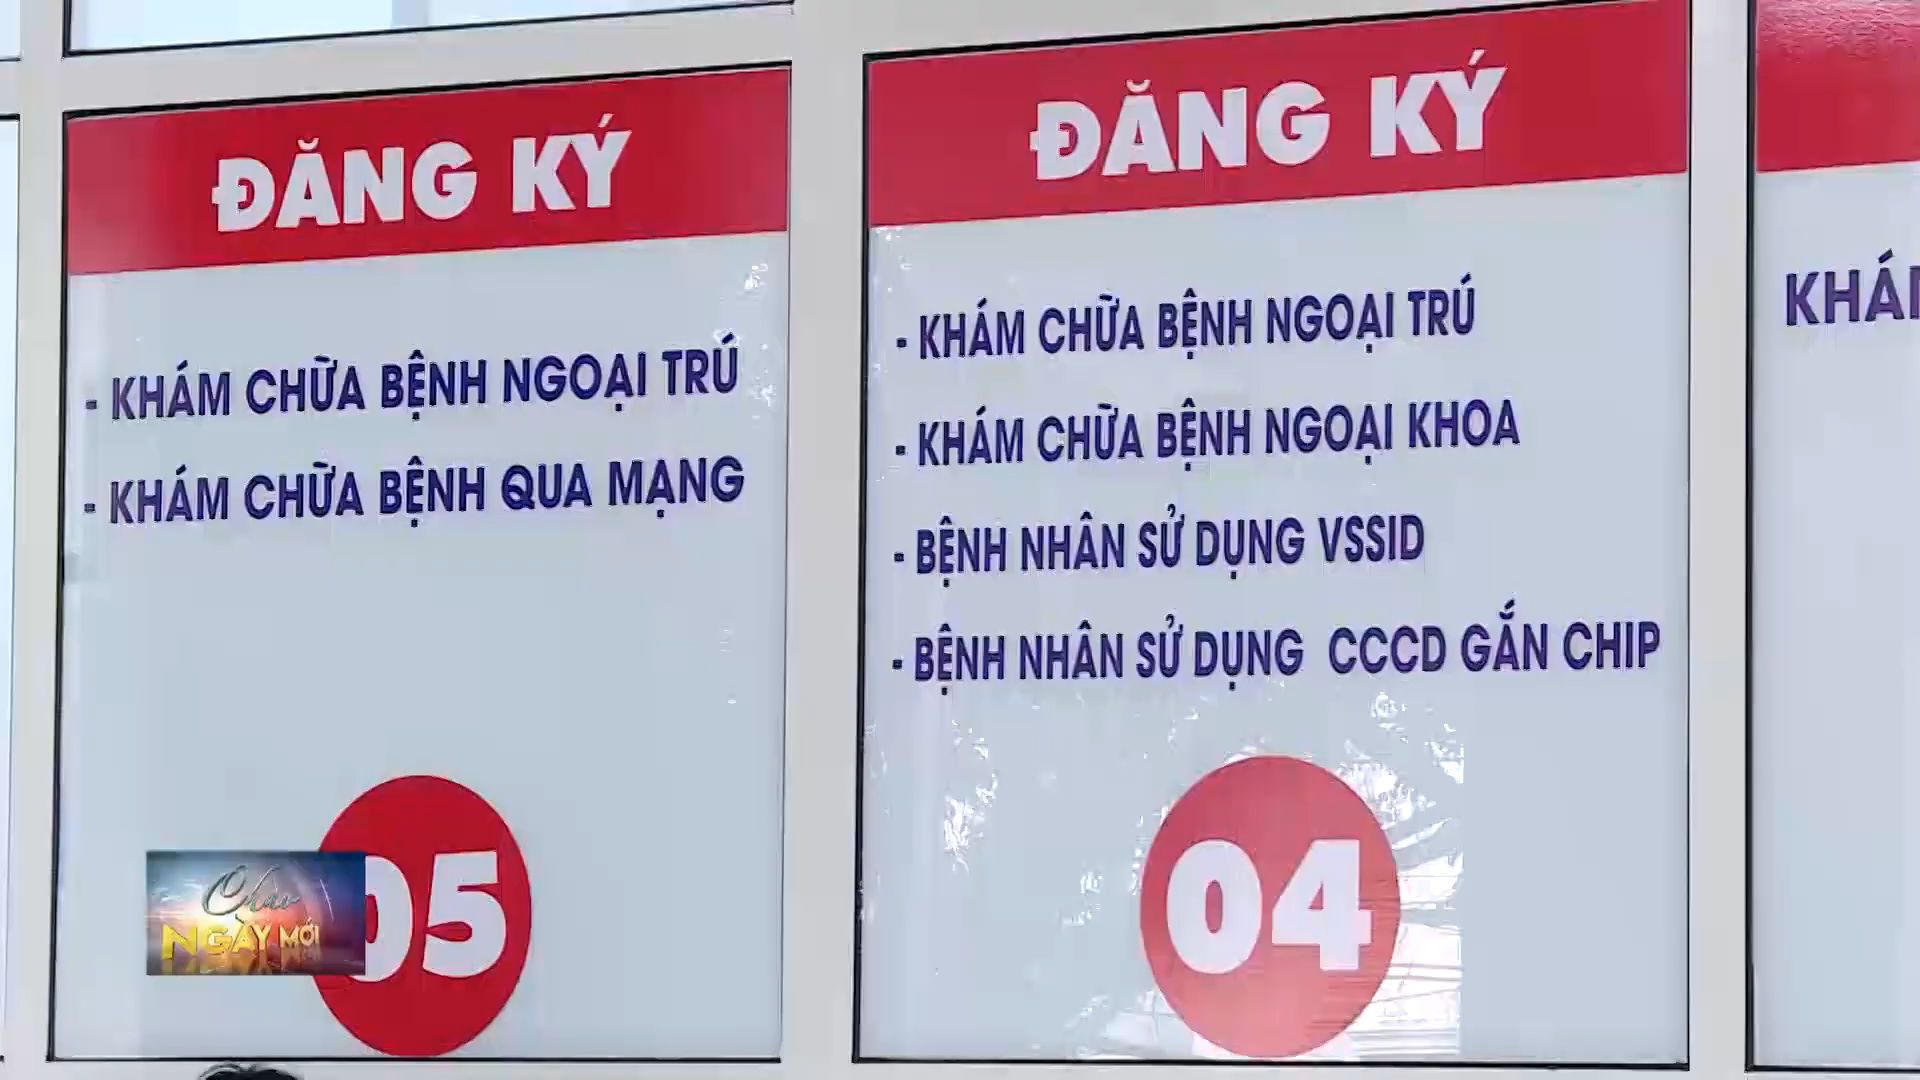 ĐĂNG KÝ
- KHÁM CHỮA BỆNH NGOẠI TRÚ
- KHÁM CHỮA BỆNH QUA MẠNG
05
Chào
NGÀY MỚI
ĐĂNG KÝ
- KHÁM CHỮA BỆNH NGOẠI TRÚ
- KHÁM CHỮA BỆNH NGOẠI KHOA
- BỆNH NHÂN SỬ DỤNG VSSID
- BỆNH NHÂN SỬ DỤNG CCCD GẮN CHIP
04